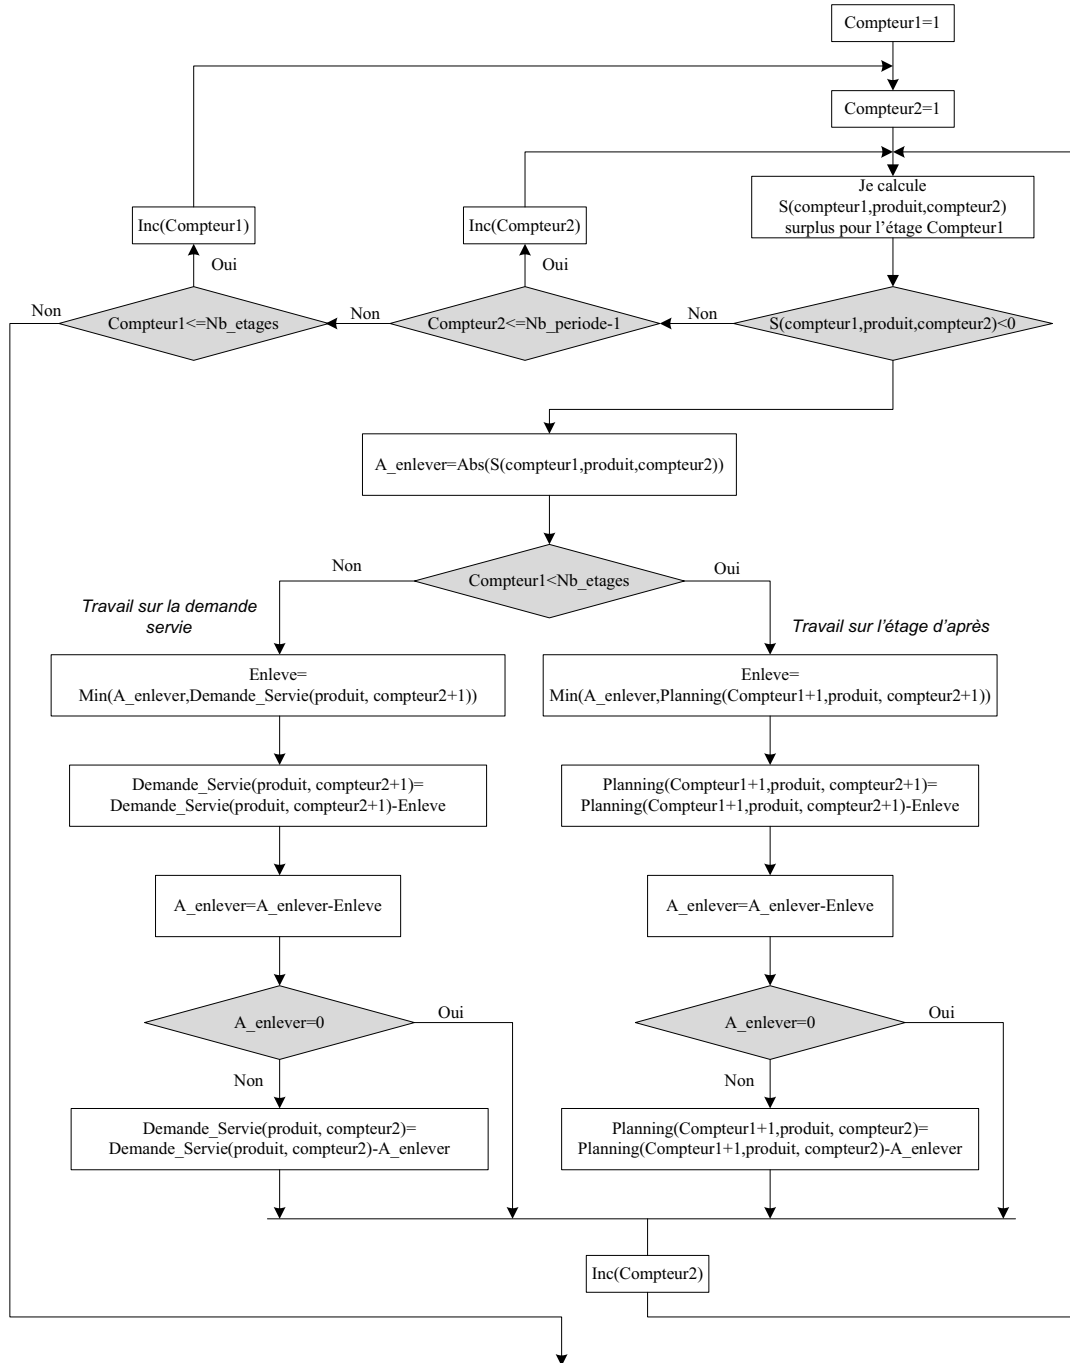 Compteur1=1
Compteur2=1
Je calcule
S(compteur1,produit,compteur2)
surplus pour l'étage Compteur1
Inc(Compteur1)
Inc(Compteur2)
Oui
Oui
Non
Compteur1<=Nb_etages
Non
Compteur2<=Nb_periode-1
Non
S(compteur1,produit,compteur2)<0
A_enlever=Abs(S(compteur1,produit,compteur2))
Non
Compteur1<Nb_etages
Oui
Travail sur la demande
servie
Travail sur l'étage d'après
Enleve=
Min(A_enlever,Demande_Servie(produit, compteur2+1))
Enleve=
Min(A_enlever,Planning(Compteur1+1,produit, compteur2+1))
Demande_Servie(produit, compteur2+1)=
Demande_Servie(produit, compteur2+1)-Enleve
Planning(Compteur1+1,produit, compteur2+1)=
Planning(Compteur1+1,produit, compteur2+1)-Enleve
A_enlever=A_enlever-Enleve
A_enlever=A_enlever-Enleve
A_enlever=0
Oui
A_enlever=0
Oui
Non
Non
Demande_Servie(produit, compteur2)=
Demande_Servie(produit, compteur2)-A_enlever
Planning(Compteur1+1,produit, compteur2)=
Planning(Compteur1+1,produit, compteur2)-A_enlever
Inc(Compteur2)